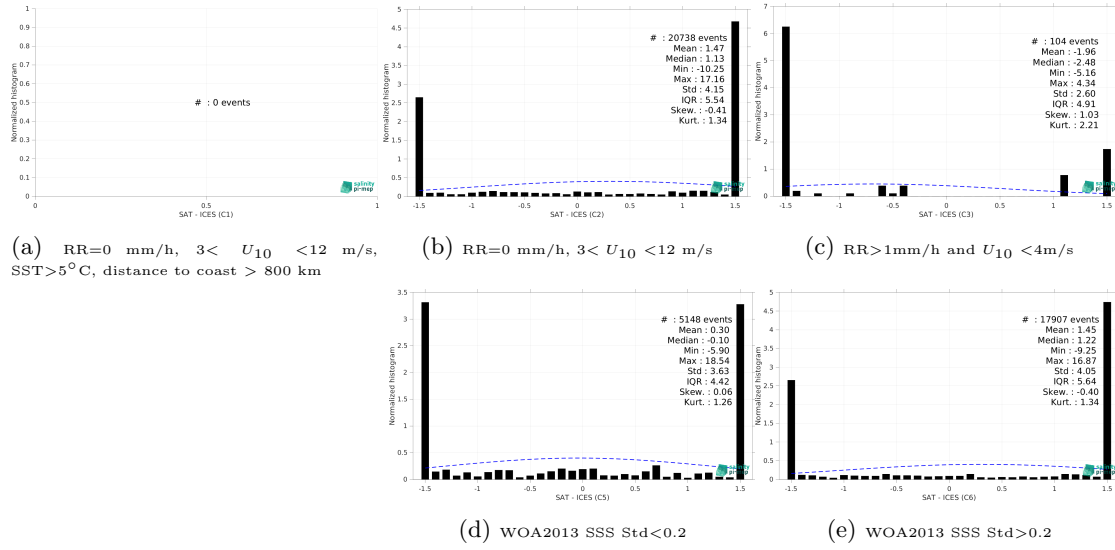 1
0.9
0.8
0.7
0.6
0.5
0.4
0.3
0.2
0.1
0
Normalized histogram
# : 0 events
salinity
pi-mep
0 0.5 1
SAT - ICES (C1)
(a) RR=0 mm/h, 3< U10 <12 m/s,
SST>5°C, distance to coast > 800 km
5
4.5
4
3.5
3
2.5
2
1.5
1
0.5
0
Normalized histogram
# : 20738 events
Mean : 1.47
Median : 1.13
Min : -10.25
Max : 17.16
Std : 4.15
IQR : 5.54
Skew. : -0.41
Kurt. : 1.34
salinity
pi-mep
-1.5 -1 -0.5 0 0.5 1 1.5
SAT - ICES (C2)
(b) RR=0 mm/h, 3< U10 <12 m/s
7
6
5
4
3
2
1
0
Normalized histogram
# : 104 events
Mean : -1.96
Median : -2.48
Min : -5.16
Max : 4.34
Std : 2.60
IQR : 4.91
Skew. : 1.03
Kurt. : 2.21
salinity
pi-mep
-1.5 -1 -0.5 0 0.5 1 1.5
SAT - ICES (C3)
(c) RR>1mm/h and U10 <4m/s
3.5
3
2.5
2
1.5
1
0.5
0
Normalized histogram
# : 5148 events
Mean : 0.30
Median : -0.10
Min : -5.90
Max : 18.54
Std : 3.63
IQR : 4.42
Skew. : 0.06
Kurt. : 1.26
salinity
pi-mep
-1.5 -1 -0.5 0 0.5 1 1.5
SAT - ICES (C5)
(d) WOA2013 SSS Std<0.2
5
4.5
4
3.5
3
2.5
2
1.5
1
0.5
0
Normalized histogram
# : 17907 events
Mean : 1.45
Median : 1.22
Min : -9.25
Max : 16.87
Std : 4.05
IQR : 5.64
Skew. : -0.40
Kurt. : 1.34
salinity
pi-mep
-1.5 -1 -0.5 0 0.5 1 1.5
SAT - ICES (C6)
(e) WOA2013 SSS Std>0.2